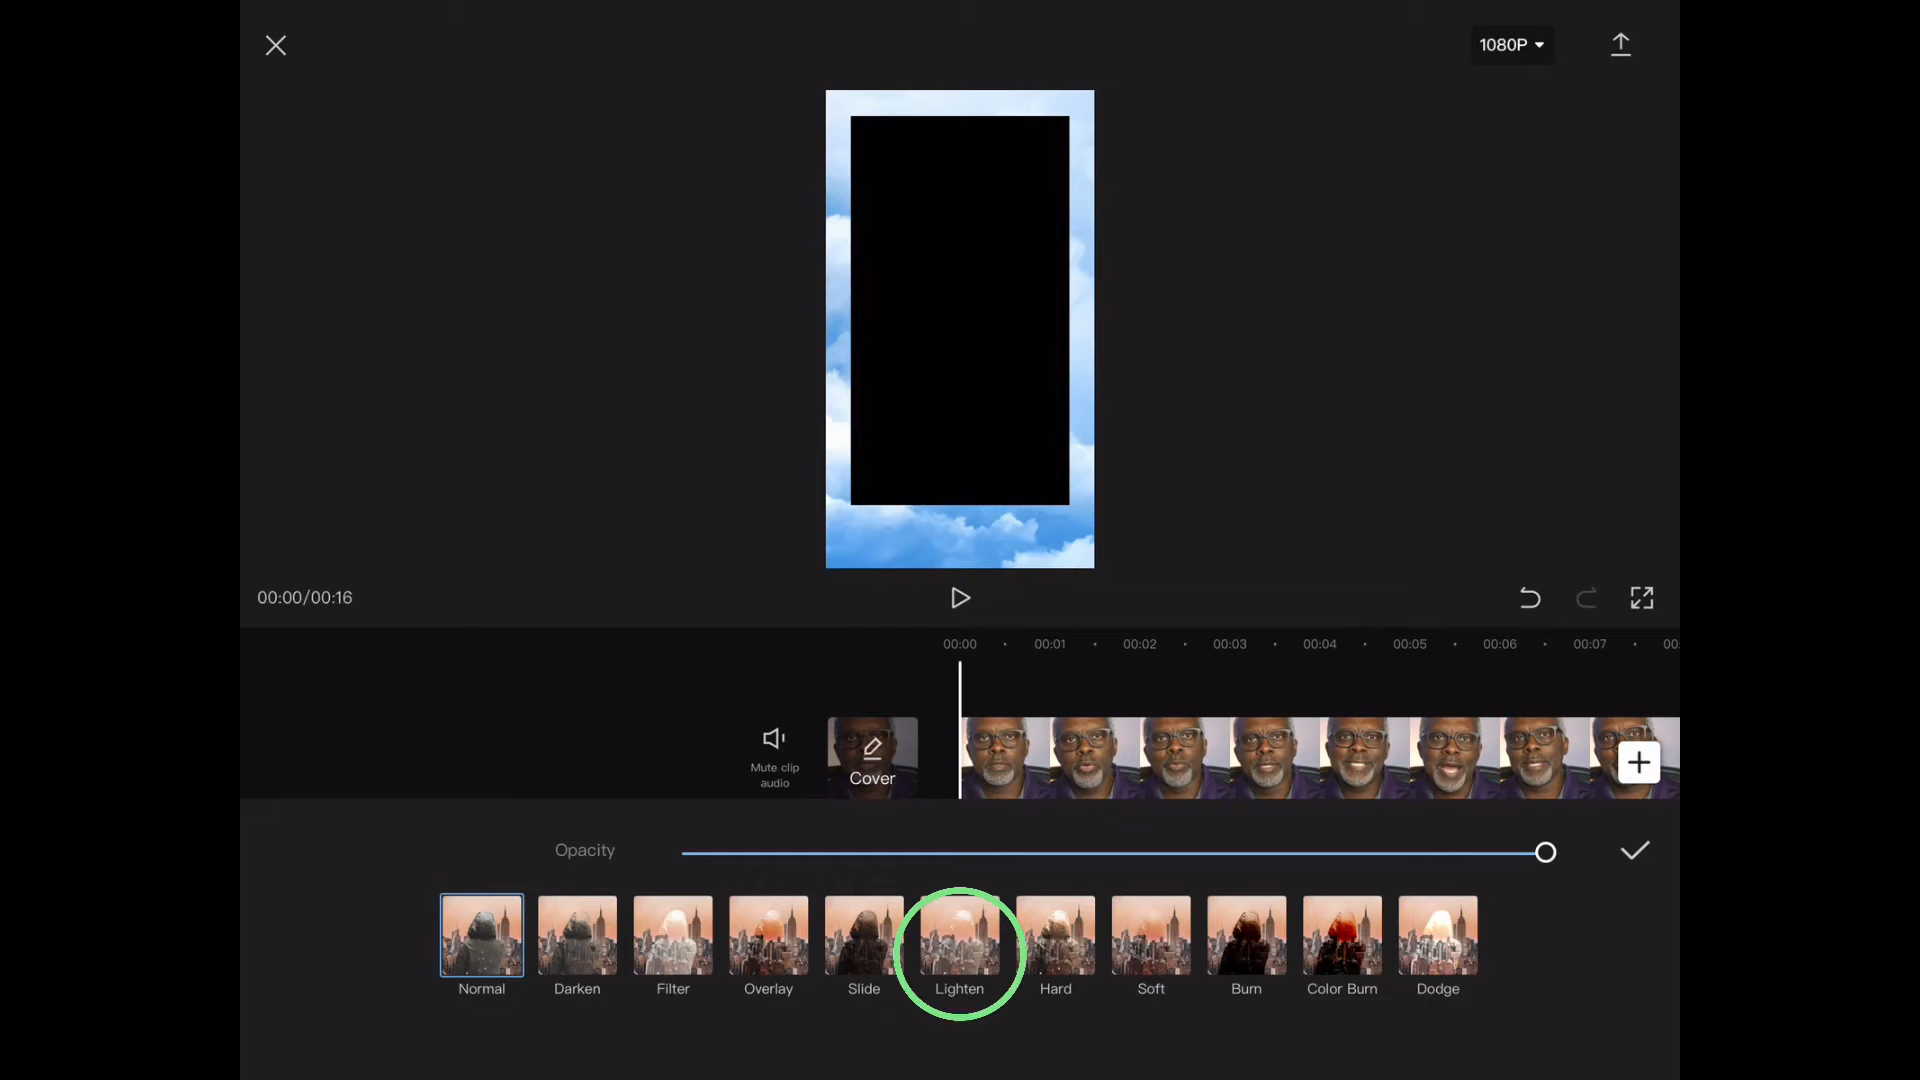 1080P
00:00/00:16
00:00 00:01 00:02 00:03 00:04 00:05 00:06 00:07 00:
Mute clip
audio
Cover
Opacity
Normal Darken Filter Overlay Slide Lighten Hard Soft Burn Color Burn Dodge